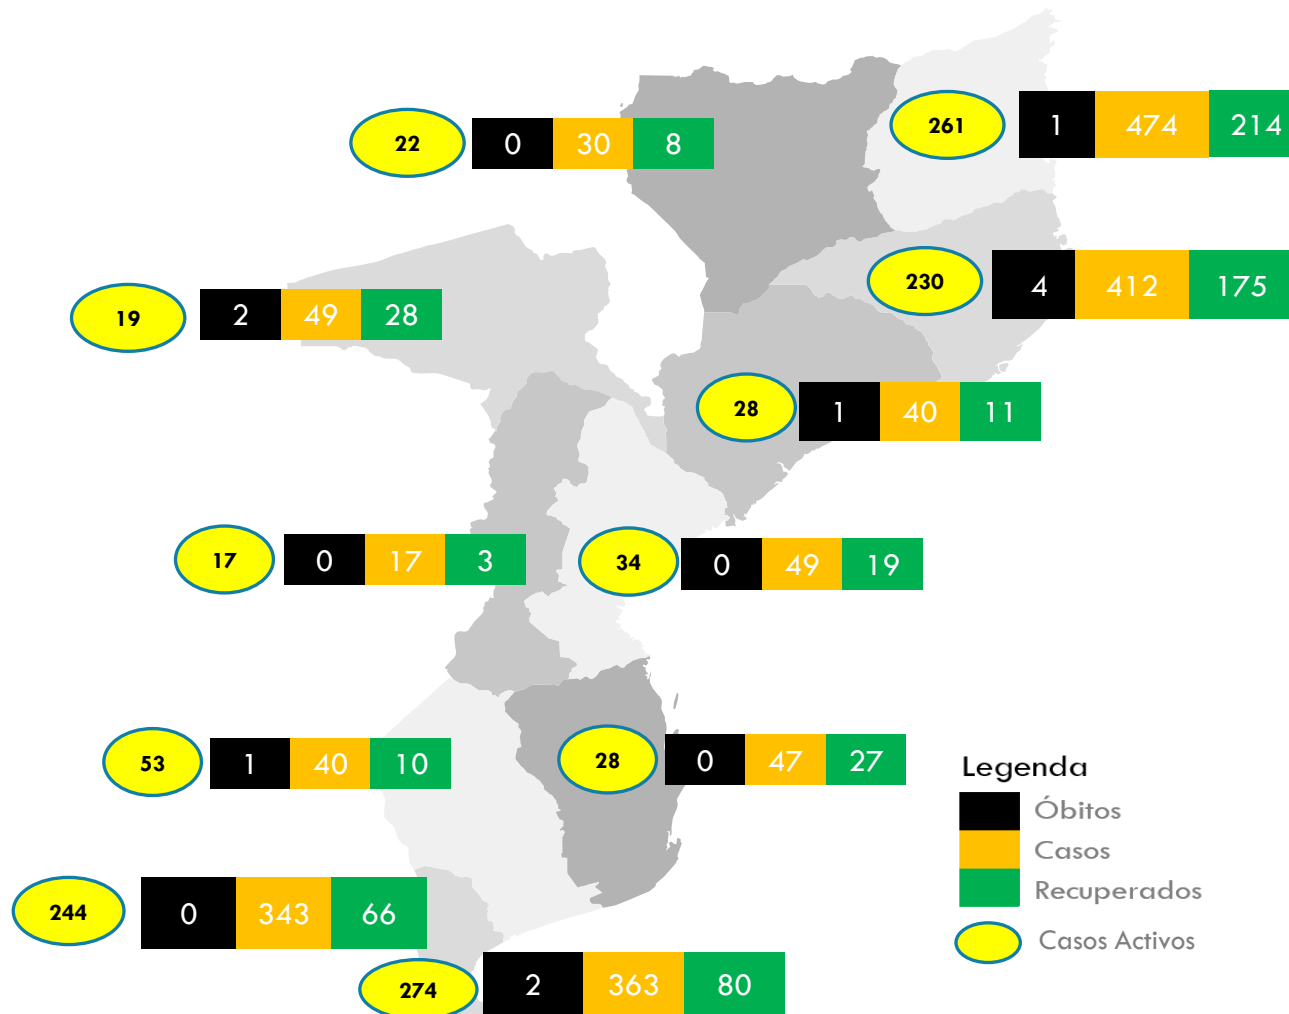 22 0 30 8
261 1 474 214
230 4 412 175
19 2 49 28
28 1 40 11
17 0 17 3
34 0 49 19
53 1 40 10
28 0 47 27
Legenda
Óbitos
Casos
Recuperados
Casos Activos
244 0 343 66
274 2 363 80